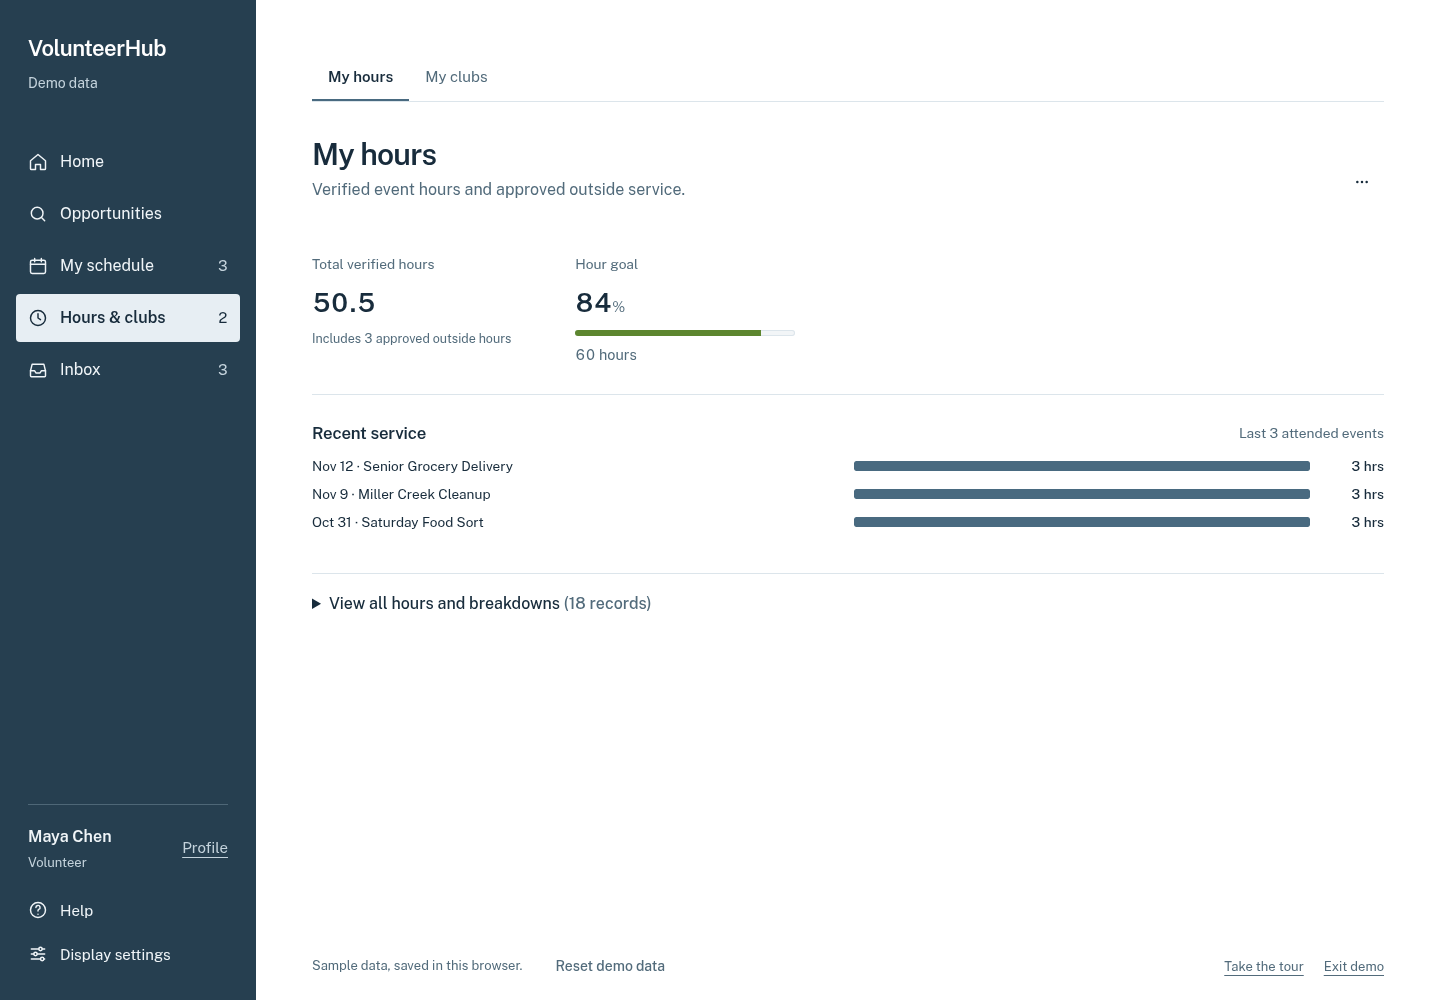 VolunteerHub
Demo data
Home
Opportunities
My schedule 3
Hours & clubs 2
Inbox 3
Maya Chen
Volunteer
Profile
Help
Display settings
My hours My clubs
My hours
Verified event hours and approved outside service.
...
Total verified hours
50.5
Includes 3 approved outside hours
Hour goal
84%
60 hours
Recent service Last 3 attended events
Nov 12 · Senior Grocery Delivery 3 hrs
Nov 9 · Miller Creek Cleanup 3 hrs
Oct 31 · Saturday Food Sort 3 hrs
View all hours and breakdowns (18 records)
Sample data, saved in this browser. Reset demo data Take the tour Exit demo